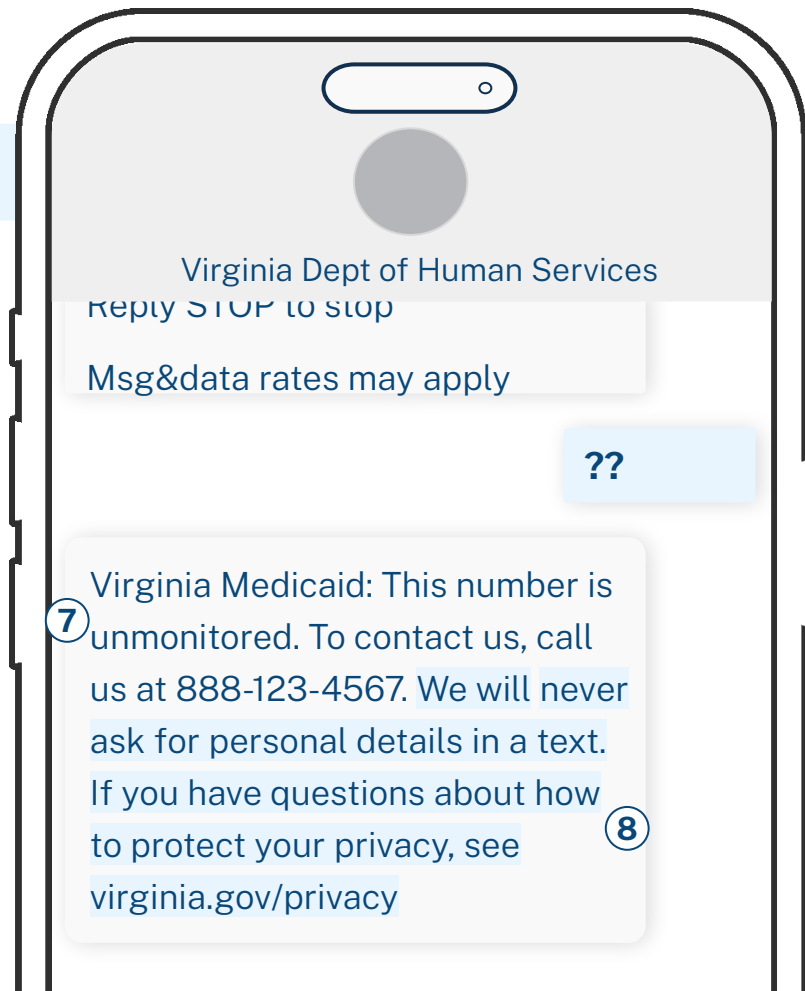 Virginia Dept of Human Services
Reply STOP to stop
Msg&data rates may apply
??
Virginia Medicaid: This number is
7
unmonitored. To contact us, call
us at 888-123-4567. We will never
ask for personal details in a text.
If you have questions about how
8
to protect your privacy, see
virginia.gov/privacy